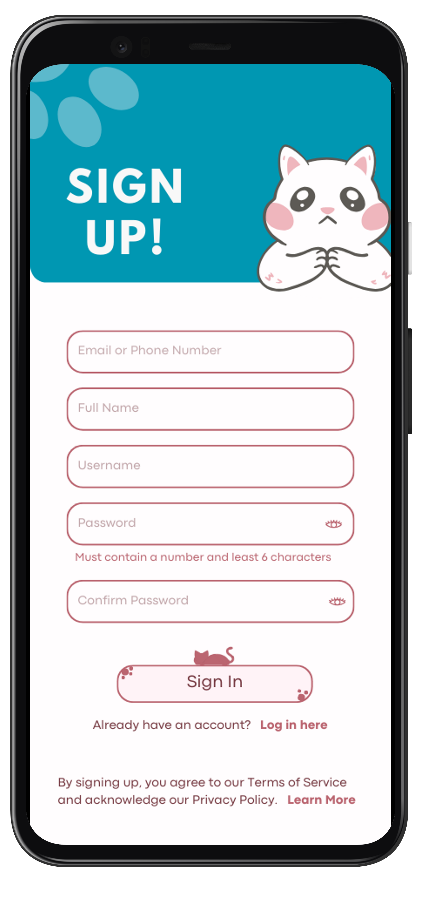 SIGN
UP!
Email or Phone Number
Full Name
Username
Password
Must contain a number and least 6 characters
Confirm Password
Sign In
Already have an account? Log in here
By signing up, you agree to our Terms of Service
and acknowledge our Privacy Policy. Learn More